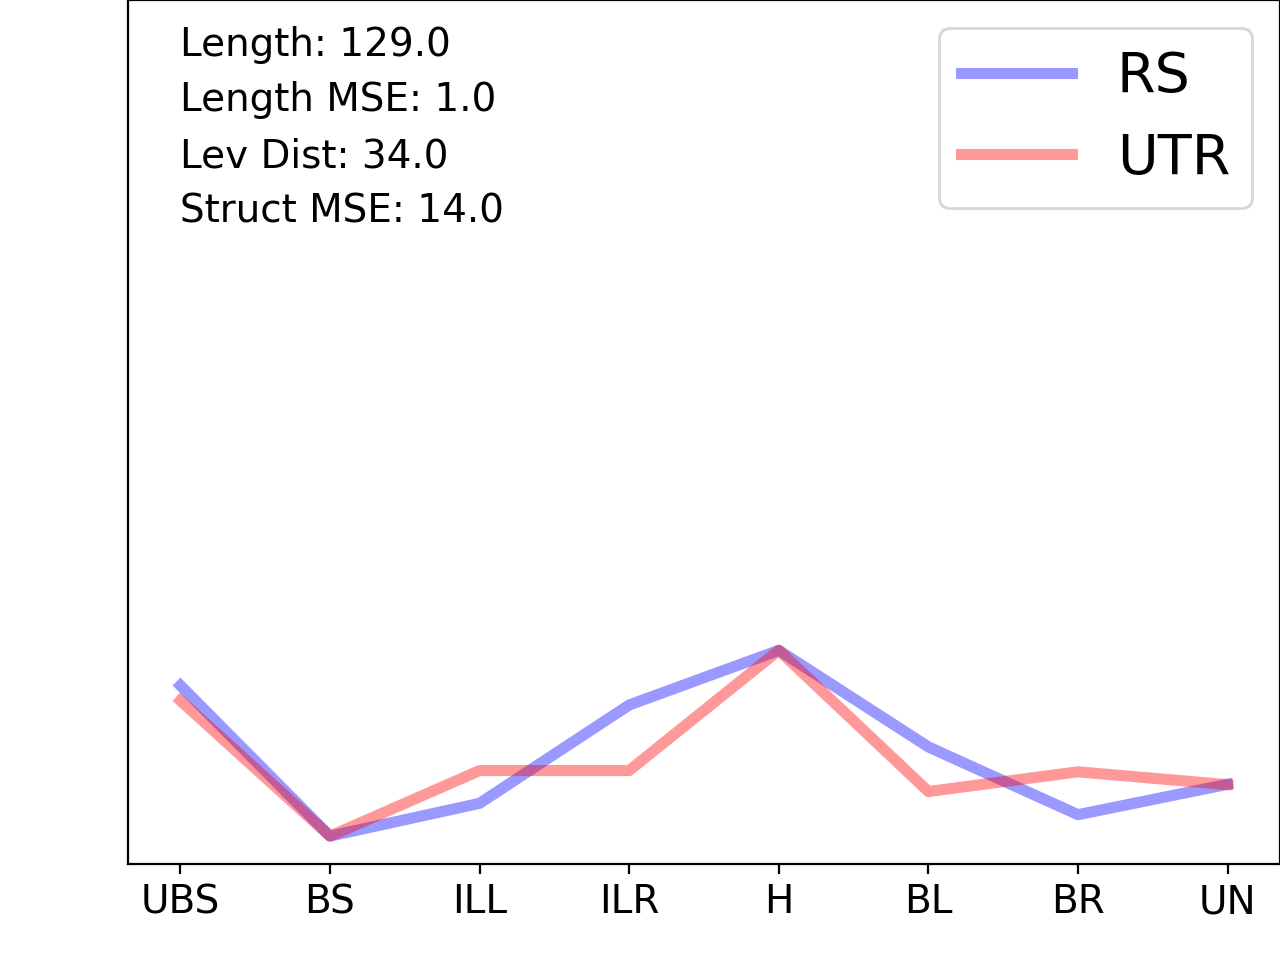 Length: 129.0
Length MSE: 1.0
Lev Dist: 34.0
Struct MSE: 14.0
RS
UTR
UBS BS ILL ILR H BL BR UN